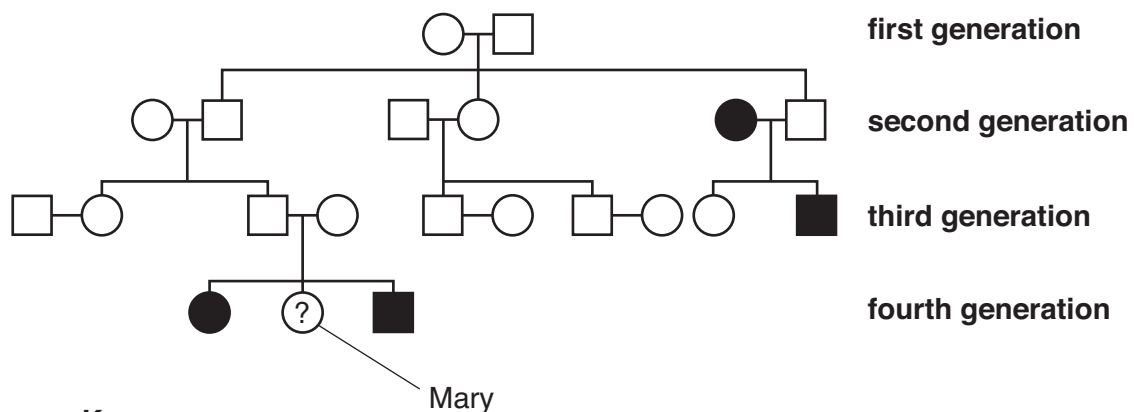 first generation
second generation
third generation
?
fourth generation
Mary